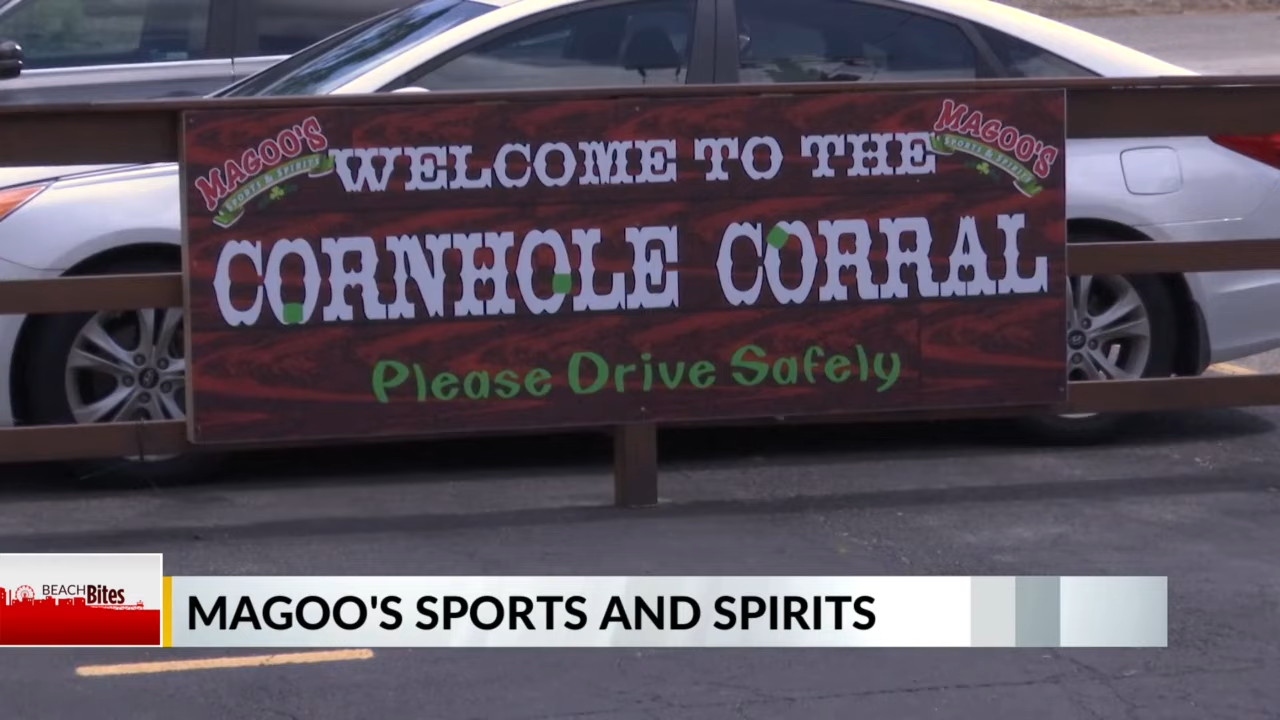 MAGOO'S
SPORTS & SPIRITS
WELCOME TO THE
MAGOO'S
SPORTS & SPIRITS
CORNHOLE CORRAL
Please Drive Safely
BEACH Bites
MAGOO'S SPORTS AND SPIRITS